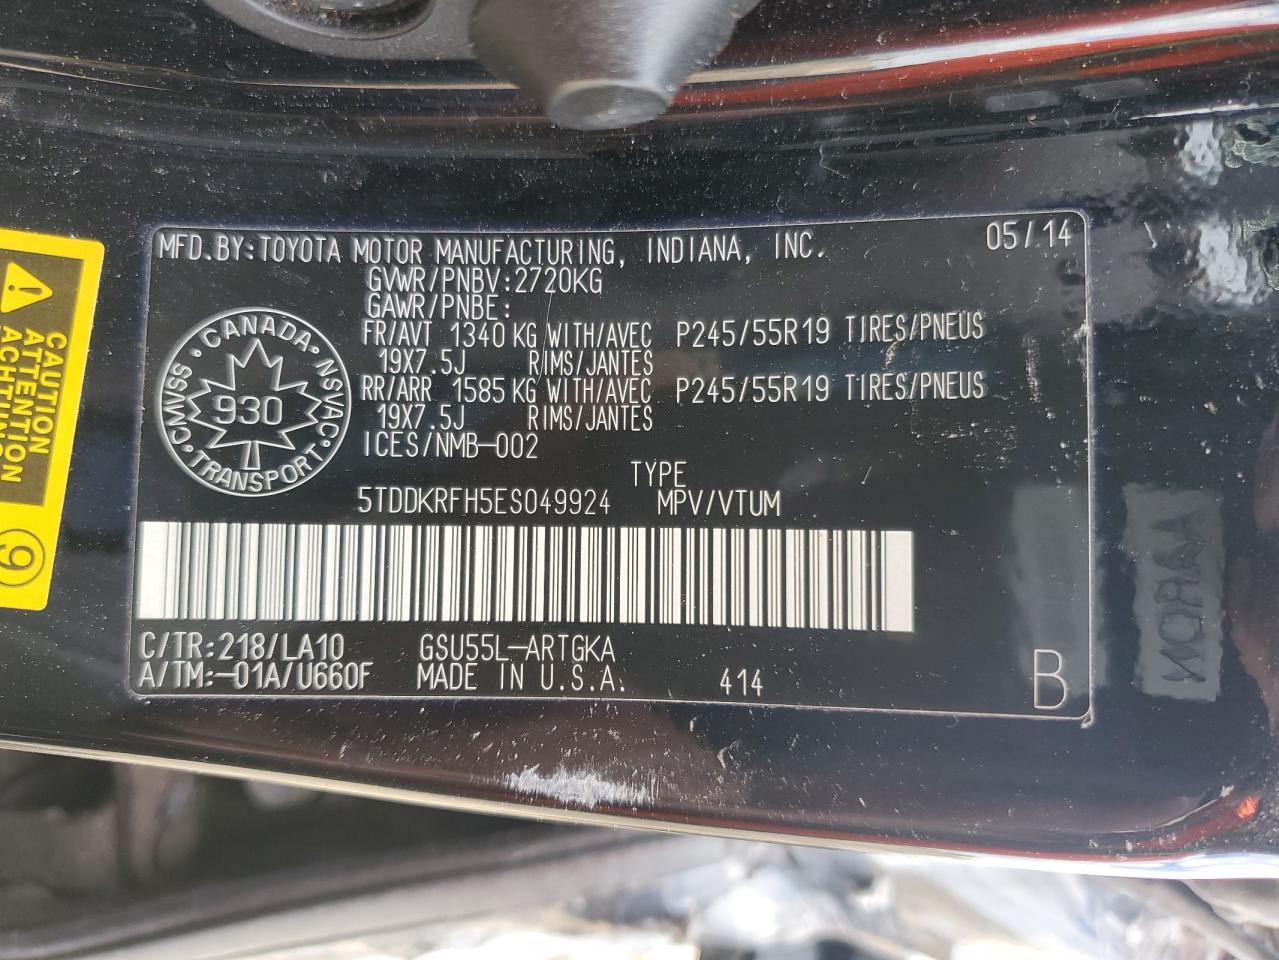 MFD.BY:TOYOTA MOTOR MANUFACTURING, INDIANA, INC. 05/14
GVWR/PNBV:2720KG
GAWR/PNBE:
FR/AVT 1340 KG WITH/AVEC P245/55R19 TIRES/PNEUS
19X7.5J RIMS/JANTES
RR/ARR 1585 KG WITH/AVEC P245/55R19 TIRES/PNEUS
19X7.5J RIMS/JANTES
ICES/NMB-002
CANADA • NSVAC • TRANSPORT • CMVSS •
930
TYPE
5TDDKRFH5ES049924 MPV/VTUM
C/TR:218/LA10 GSU55L-ARTGKA
A/TM:-01A/U660F MADE IN U.S.A. 414 B
CAUTION
ATTENTION
ACHTUNG
9